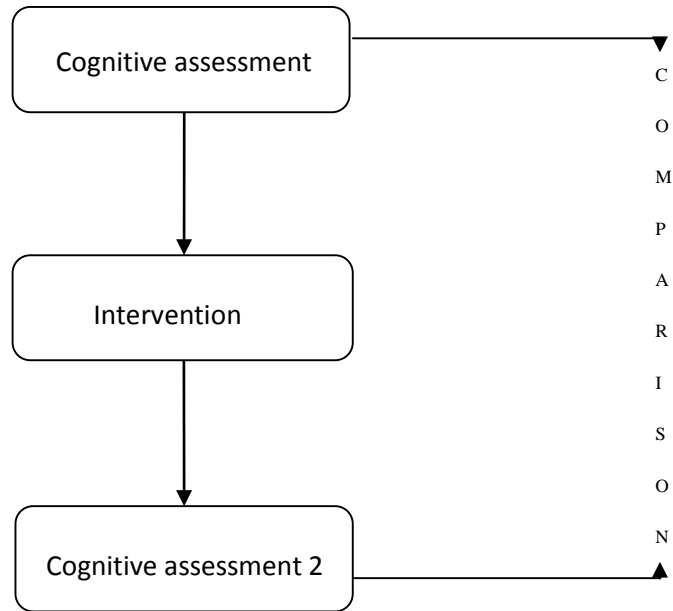 Cognitive assessment
Intervention
Cognitive assessment 2
C
O
M
P
A
R
I
S
O
N